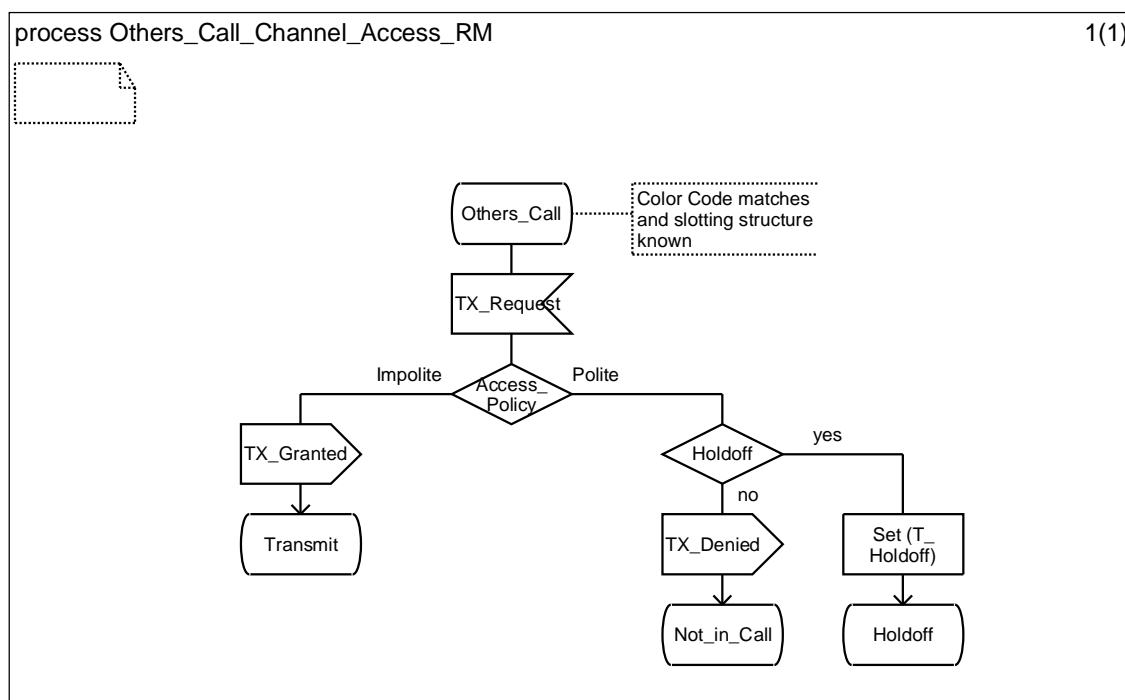 process Others_Call_Channel_Access_RM
1(1)
Others_Call
Color Code matches
and slotting structure
known
TX_Request
Impolite
Access_
Policy
Polite
TX_Granted
Holdoff
yes
no
Transmit
TX_Denied
Set (T_
Holdoff)
Not_in_Call
Holdoff